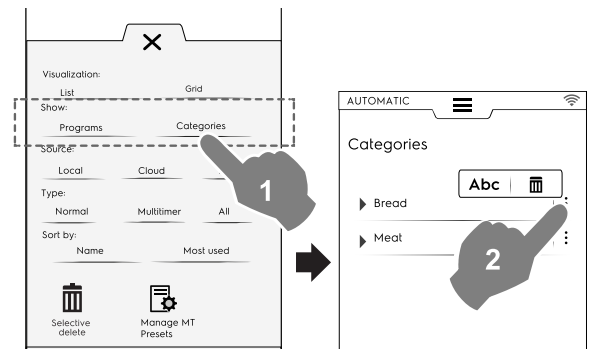 Visualization:
List Grid
Show:
Programs Categories
Source:
Local Cloud
Type:
Normal Multitimer All
Sort by:
Name Most used
Selective
delete
Manage MT
Presets
1
AUTOMATIC
Categories
Abc
Bread
Meat
2